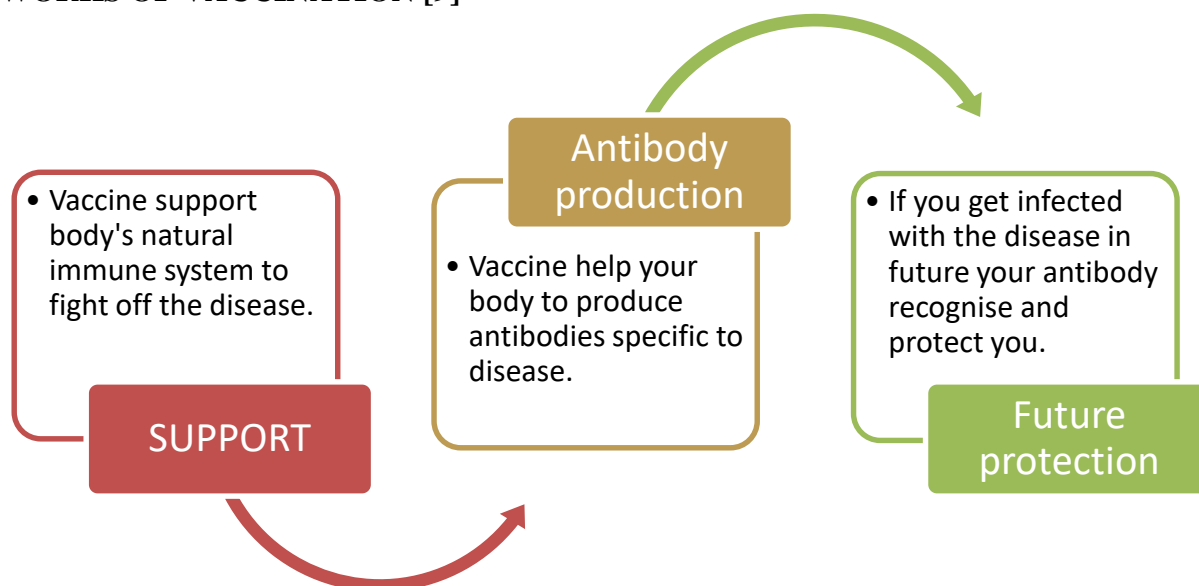 • Vaccine support
body's natural
immune system to
fight off the disease.
SUPPORT
Antibody
production
• Vaccine help your
body to produce
antibodies specific to
disease.
• If you get infected
with the disease in
future your antibody
recognise and
protect you.
Future
protection